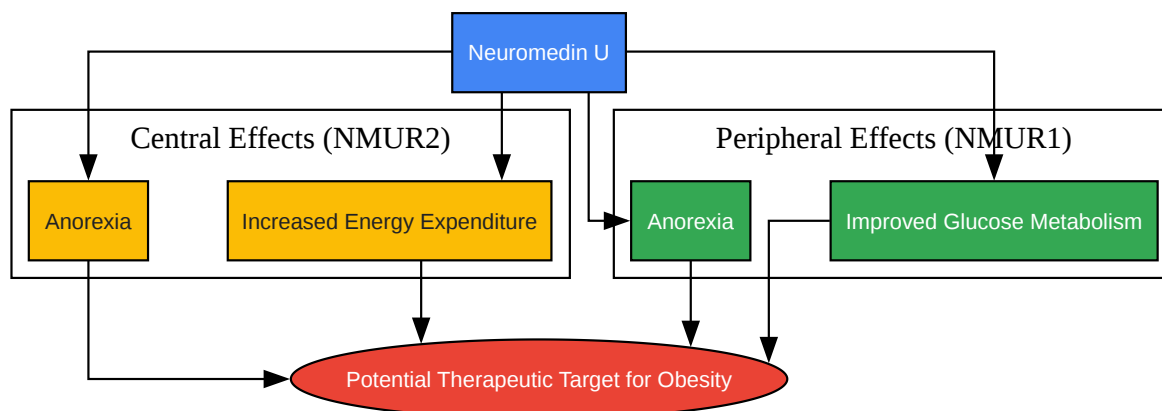 Neuromedin U
Central Effects (NMUR2)
Peripheral Effects (NMUR1)
Anorexia
Increased Energy Expenditure
Anorexia
Improved Glucose Metabolism
Potential Therapeutic Target for Obesity